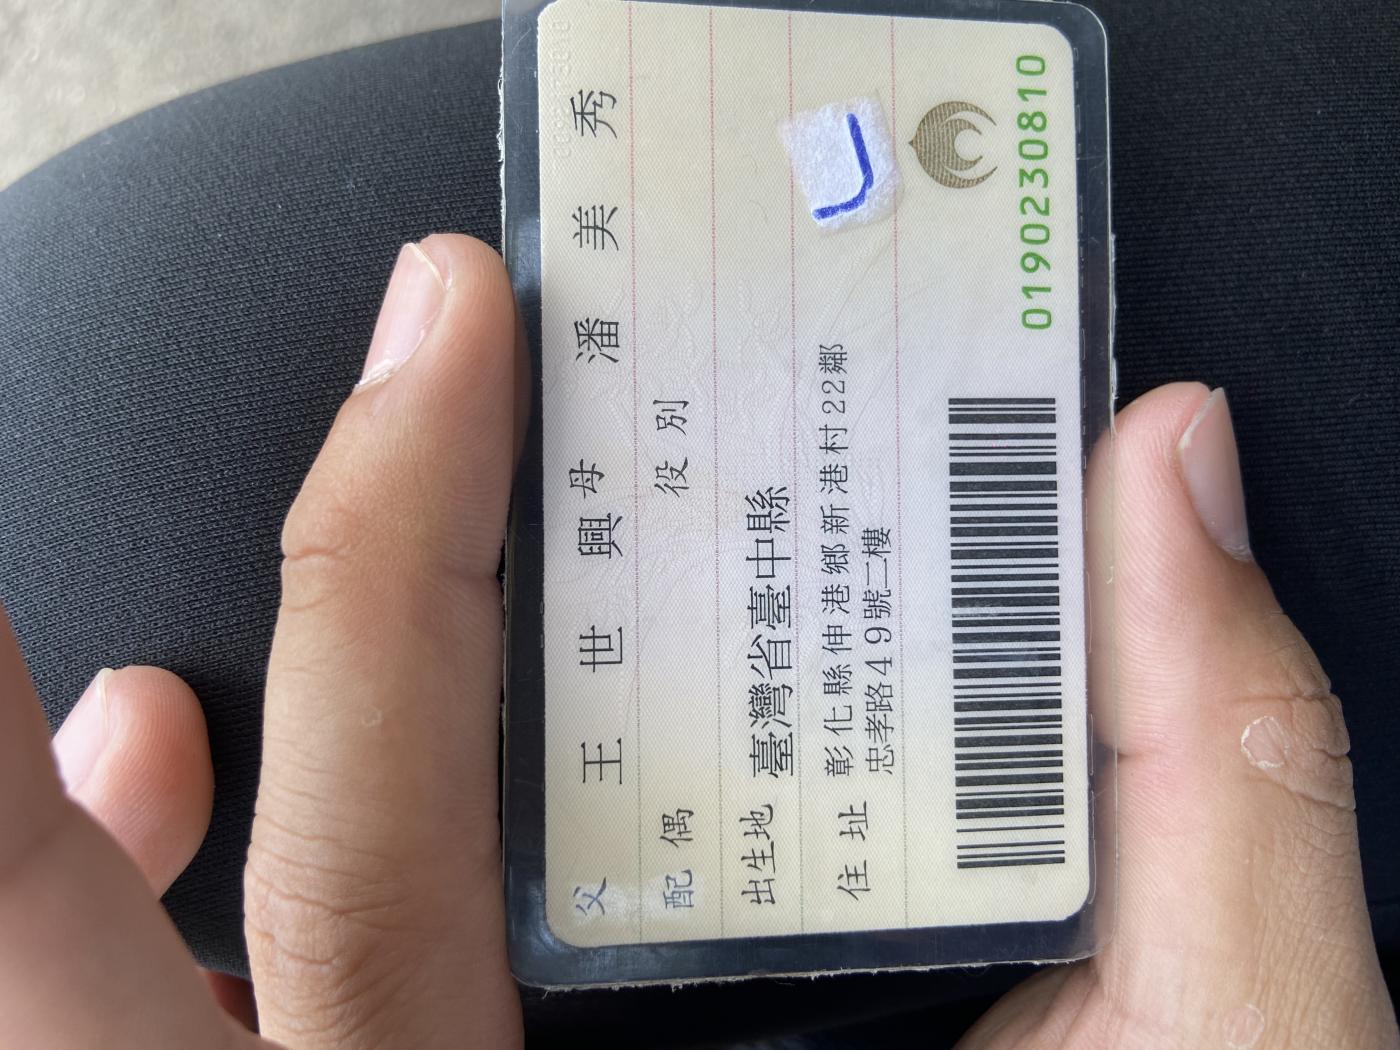 父 王世興 母 潘美秀
配偶 役別
出生地 臺灣省臺中縣
住址 彰化縣伸港鄉新港村22鄰
忠孝路49號二樓
0190230810